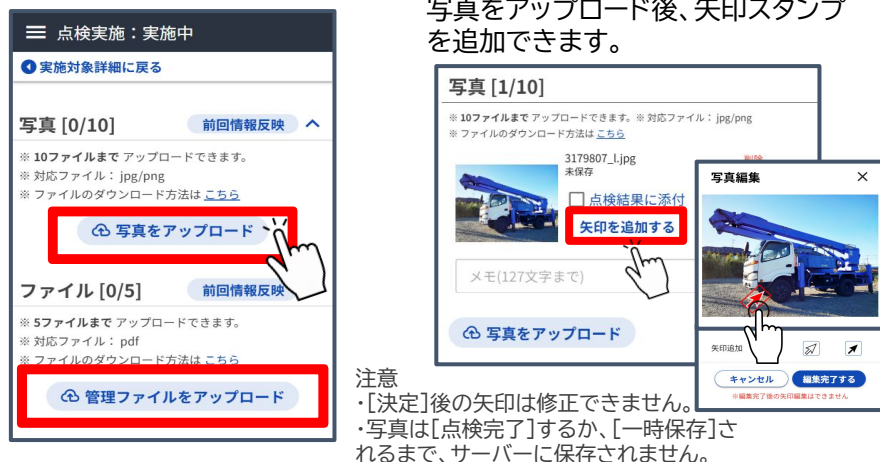 点検実施：実施中
実施対象詳細に戻る
写真 [0/10]
前回情報反映
※ 10ファイルまで アップロードできます。
※ 対応ファイル： jpg/png
※ ファイルのダウンロード方法は こちら
写真をアップロード
ファイル [0/5]
前回情報反映
※ 5ファイルまで アップロードできます。
※ 対応ファイル： pdf
※ ファイルのダウンロード方法は こちら
管理ファイルをアップロード
写真をアップロード後、矢印スタンプ
を追加できます。
写真 [1/10]
※ 10ファイルまで アップロードできます。※ 対応ファイル： jpg/png
※ ファイルのダウンロード方法は こちら
3179807_l.jpg
削除
未保存
点検結果に添付
矢印を追加する
メモ(127文字まで)
写真をアップロード
写真編集
×
矢印追加
キャンセル
編集完了する
※編集完了後の矢印編集はできません
注意
・[決定]後の矢印は修正できません。
・写真は[点検完了]するか、[一時保存]さ
れるまで、サーバーに保存されません。